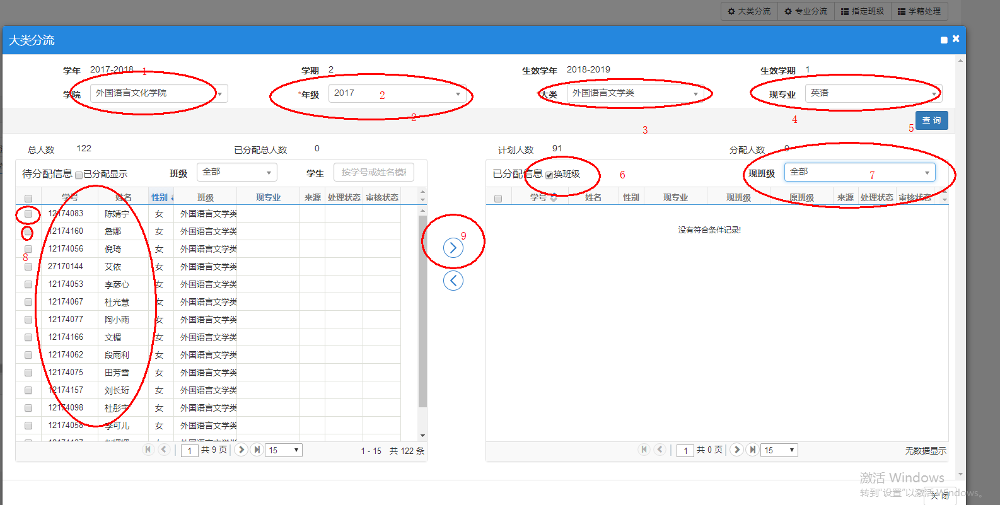 大类分流 专业分流 指定班级 学籍处理
大类分流
学年 2017-2018 学期 2 生效学年 2018-2019 生效学期 1
1
学院 外国语言文化学院 *年级 2017 2 *大类 外国语言文学类 现专业 英语
2 3 4 5 查 询
总人数 122 已分配总人数 0 计划人数 91 分配人数 0
待分配信息 已分配显示 班级 全部 学生 按学号或姓名模糊
已分配信息 换班级 6 现班级 全部 7
学号 姓名 性别 班级 现专业 来源 处理状态 审核状态
学号 姓名 性别 现专业 现班级 原班级 来源 处理状态 审核状态
12174083 陈婧宁 女 外国语言文学类
没有符合条件记录!
12174160 詹娜 女 外国语言文学类
9
12174056 倪琦 女 外国语言文学类
8
27170144 艾依 女 外国语言文学类
12174053 李彦心 女 外国语言文学类
12174067 杜光慧 女 外国语言文学类
12174077 陶小雨 女 外国语言文学类
12174166 文楣 女 外国语言文学类
12174062 段雨利 女 外国语言文学类
12174075 田芳雪 女 外国语言文学类
12174157 刘长珩 女 外国语言文学类
12174098 杜彤宇 女 外国语言文学类
12174058 李可儿 女 外国语言文学类
1 共 9 页 15 1 - 15 共 122 条
1 共 0 页 15 无数据显示
激活 Windows
转到“设置”以激活 Windows。
关 闭